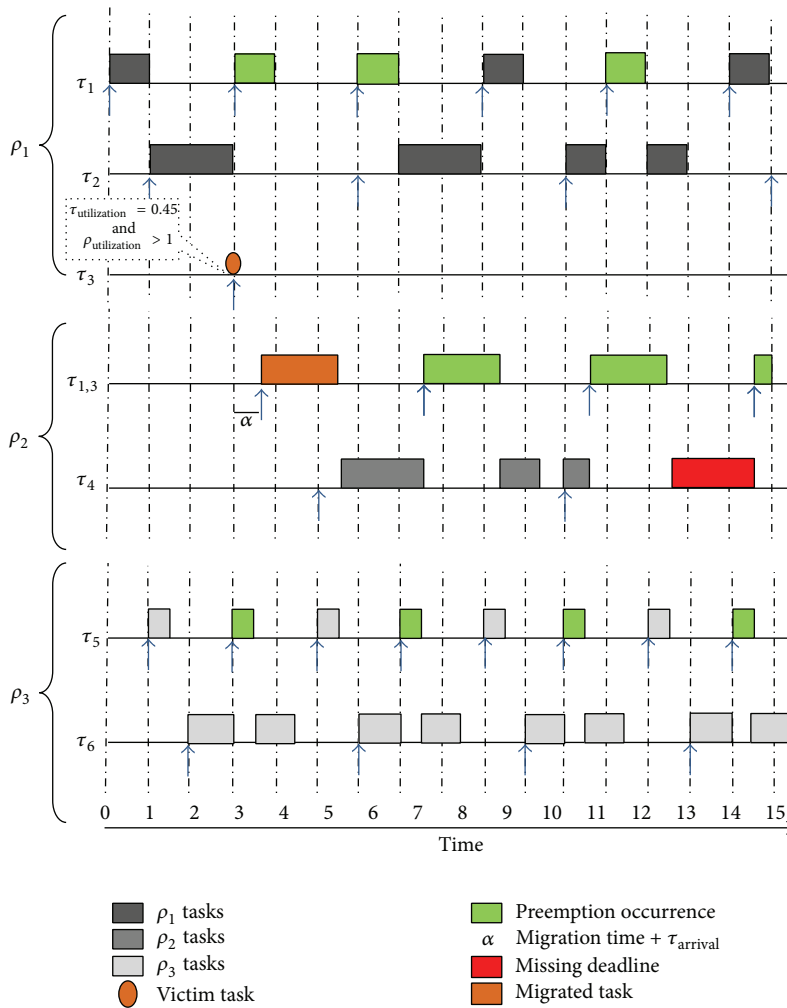 τ1
ρ1
τ2
τutilization = 0.45
and
ρutilization > 1
τ3
τ1,3
α
ρ2
τ4
τ5
ρ3
τ6
0 1 2 3 4 5 6 7 8 9 10 11 12 13 14 15
Time
ρ1 tasks
ρ2 tasks
ρ3 tasks
Victim task
Preemption occurrence
α Migration time + τarrival
Missing deadline
Migrated task